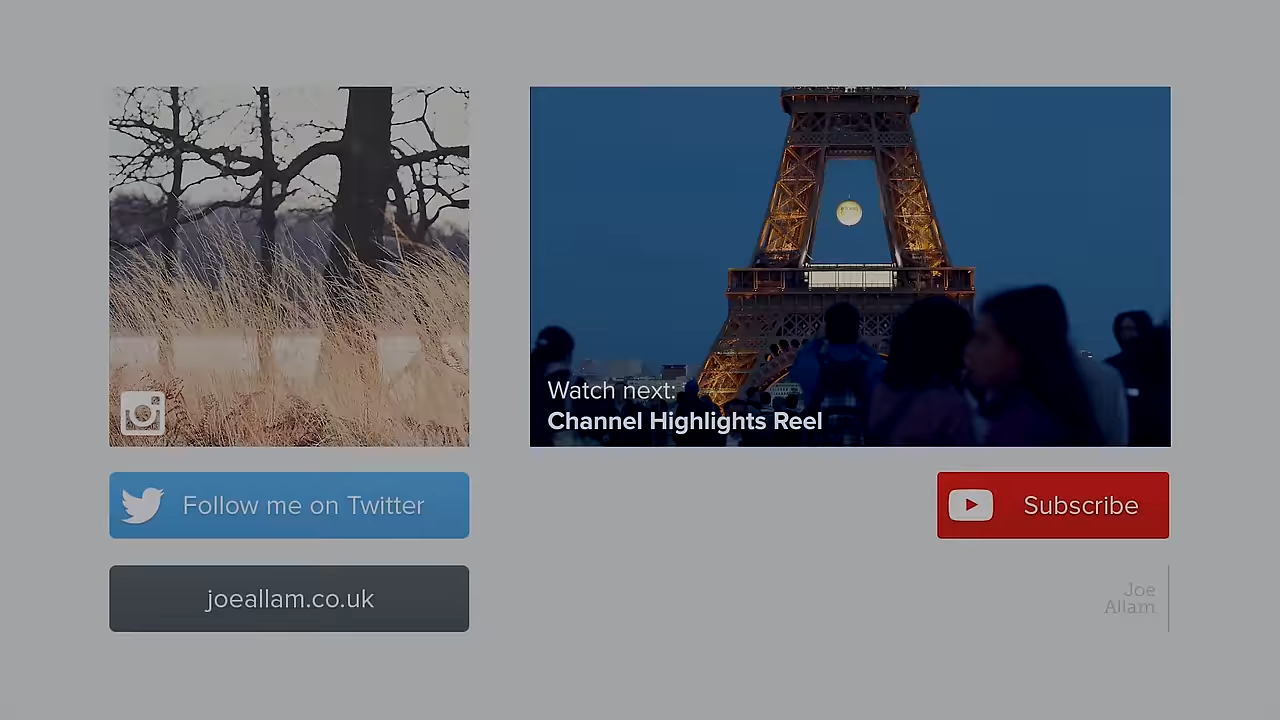 Watch next:
Channel Highlights Reel
Follow me on Twitter
Subscribe
joeallam.co.uk
Joe
Allam